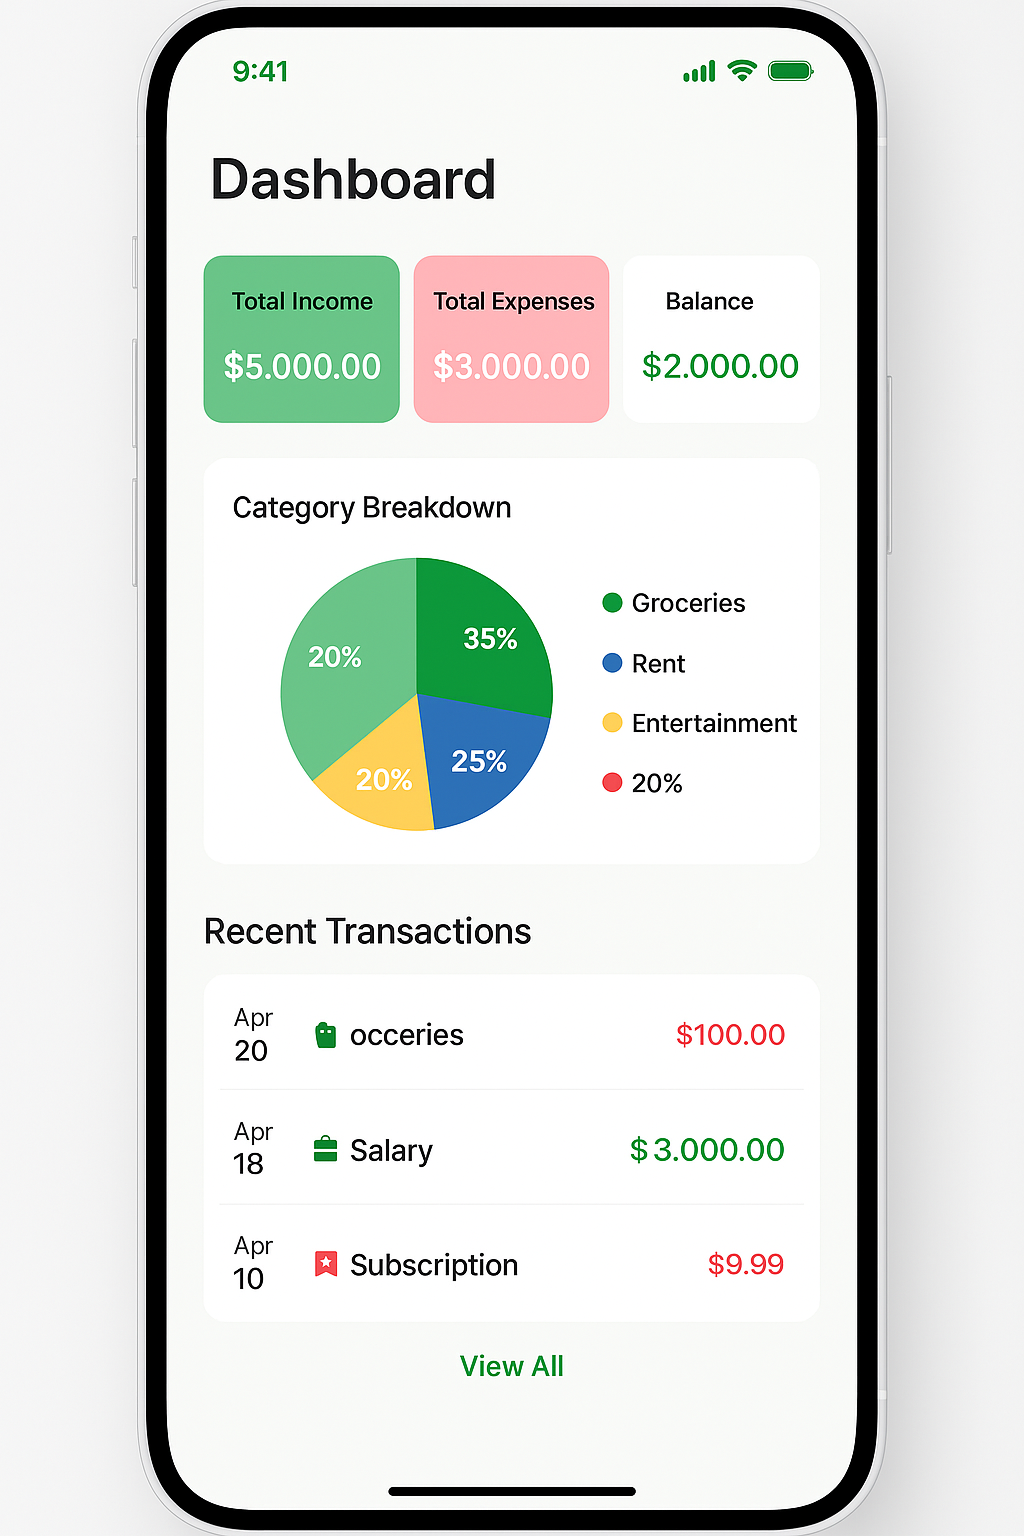 9:41
Dashboard
Total Income
$5.000.00
Total Expenses
$3.000.00
Balance
$2.000.00
Category Breakdown
35%
20%
25%
20%
Groceries
Rent
Entertainment
20%
Recent Transactions
Apr
20
occeries
$100.00
Apr
18
Salary
$3.000.00
Apr
10
Subscription
$9.99
View All